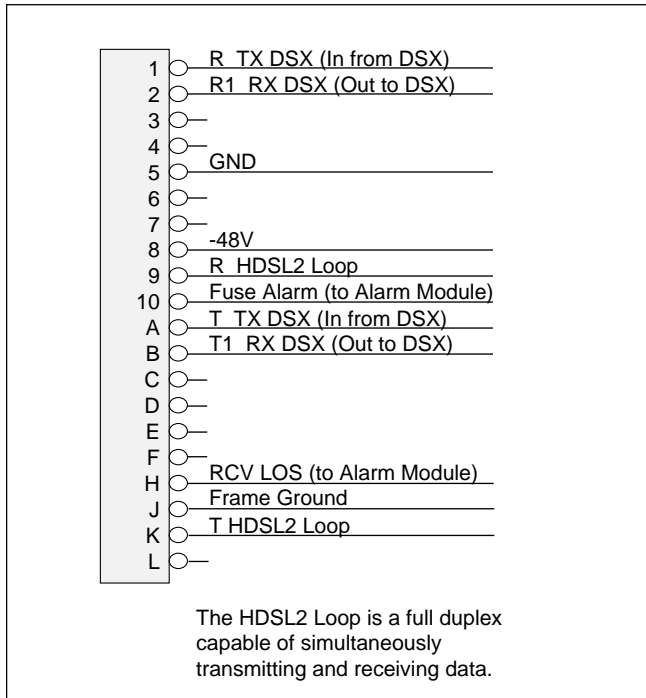 1 R TX DSX (In from DSX)
2 R1 RX DSX (Out to DSX)
3
4
5 GND
6
7
8 -48V
9 R HDSL2 Loop
10 Fuse Alarm (to Alarm Module)
A T TX DSX (In from DSX)
B T1 RX DSX (Out to DSX)
C
D
E
F
H RCV LOS (to Alarm Module)
J Frame Ground
K T HDSL2 Loop
L
The HDSL2 Loop is a full duplex
capable of simultaneously
transmitting and receiving data.